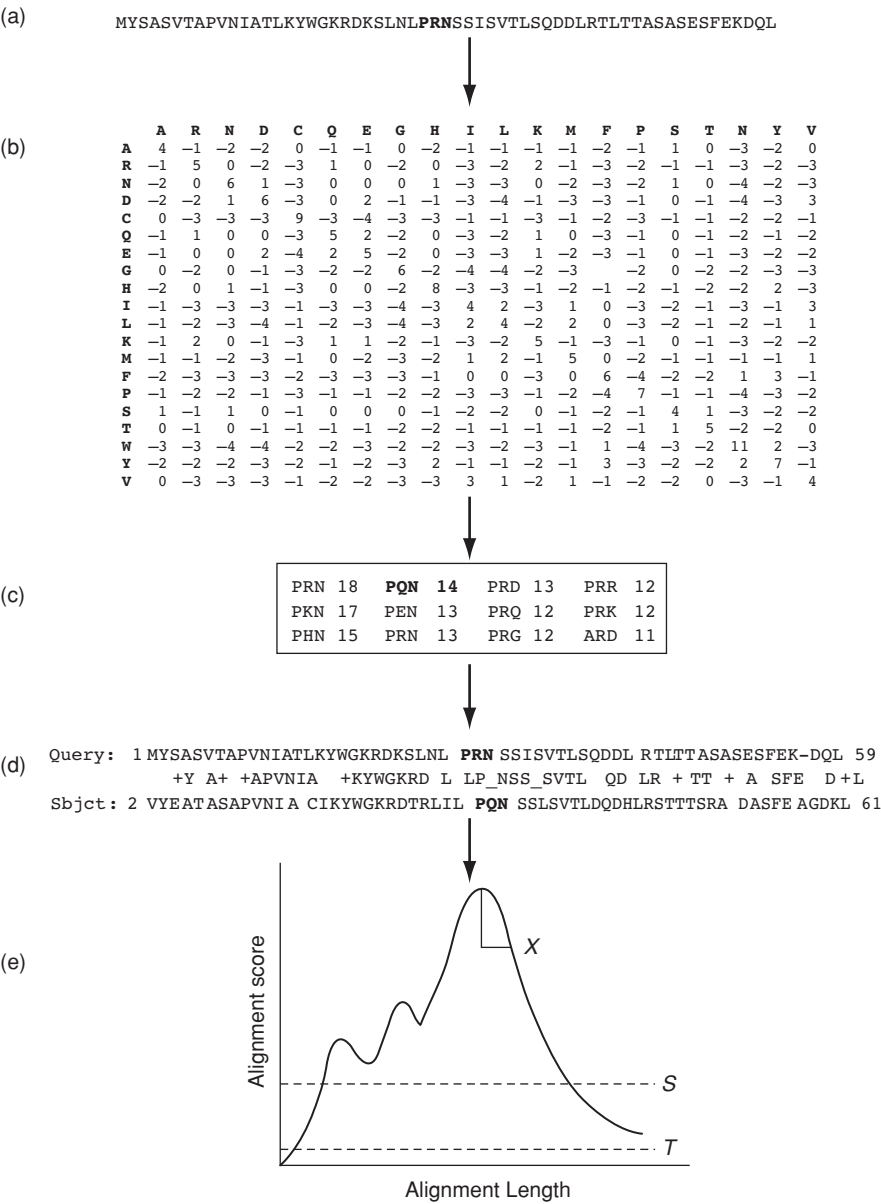 (a)
MYSASVTAPVNIATLKYWGKRDKSLNLPRNSSISVTLSQDDLRTLTTASASESFEKDQL
(b)
A R N D C Q E G H I L K M F P S T N Y V
A 4 –1 –2 –2 0 –1 –1 0 –2 –1 –1 –1 –1 –2 –1 1 0 –3 –2 0
R –1 5 0 –2 –3 1 0 –2 0 –3 –2 2 –1 –3 –2 –1 –1 –3 –2 –3
N –2 0 6 1 –3 0 0 0 1 –3 –3 0 –2 –3 –2 1 0 –4 –2 –3
D –2 –2 1 6 –3 0 2 –1 –1 –3 –4 –1 –3 –3 –1 0 –1 –4 –3 3
C 0 –3 –3 –3 9 –3 –4 –3 –3 –1 –1 –3 –1 –2 –3 –1 –1 –2 –2 –1
Q –1 1 0 0 –3 5 2 –2 0 –3 –2 1 0 –3 –1 0 –1 –2 –1 –2
E –1 0 0 2 –4 2 5 –2 0 –3 –3 1 –2 –3 –1 0 –1 –3 –2 –2
G 0 –2 0 –1 –3 –2 –2 6 –2 –4 –4 –2 –3 –2 0 –2 –2 –3 –3
H –2 0 1 –1 –3 0 0 –2 8 –3 –3 –1 –2 –1 –2 –1 –2 –2 2 –3
I –1 –3 –3 –3 –1 –3 –3 –4 –3 4 2 –3 1 0 –3 –2 –1 –3 –1 3
L –1 –2 –3 –4 –1 –2 –3 –4 –3 2 4 –2 2 0 –3 –2 –1 –2 –1 1
K –1 2 0 –1 –3 1 1 –2 –1 –3 –2 5 –1 –3 –1 0 –1 –3 –2 –2
M –1 –1 –2 –3 –1 0 –2 –3 –2 1 2 –1 5 0 –2 –1 –1 –1 –1 1
F –2 –3 –3 –3 –2 –3 –3 –3 –1 0 0 –3 0 6 –4 –2 –2 1 3 –1
P –1 –2 –2 –1 –3 –1 –1 –2 –2 –3 –3 –1 –2 –4 7 –1 –1 –4 –3 –2
S 1 –1 1 0 –1 0 0 0 –1 –2 –2 0 –1 –2 –1 4 1 –3 –2 –2
T 0 –1 0 –1 –1 –1 –1 –2 –2 –1 –1 –1 –1 –2 –1 1 5 –2 –2 0
W –3 –3 –4 –4 –2 –2 –3 –2 –2 –3 –2 –3 –1 1 –4 –3 –2 11 2 –3
Y –2 –2 –2 –3 –2 –1 –2 –3 2 –1 –1 –2 –1 3 –3 –2 –2 2 7 –1
V 0 –3 –3 –3 –1 –2 –2 –3 –3 3 1 –2 1 –1 –2 –2 0 –3 –1 4
(c)
PRN 18 PQN 14 PRD 13 PRR 12
PKN 17 PEN 13 PRQ 12 PRK 12
PHN 15 PRN 13 PRG 12 ARD 11
(d)
Query: 1 MYSASVTAPVNIATLKYWGKRDKSLNL PRN SSISVTLSQDDL RTLTTASASESFEK–DQL 59
+Y A+ +APVNIA +KYWGKRD L LP_NSS_SVTL QD LR + TT + A SFE D +L
Sbjct: 2 VYEATASAPVNIA CIKYWGKRDTRLIL PQN SSLSVTLDQDHLRSTTTSRA DASFE AGDKL 61
(e)
Alignment score
X
S
T
Alignment Length